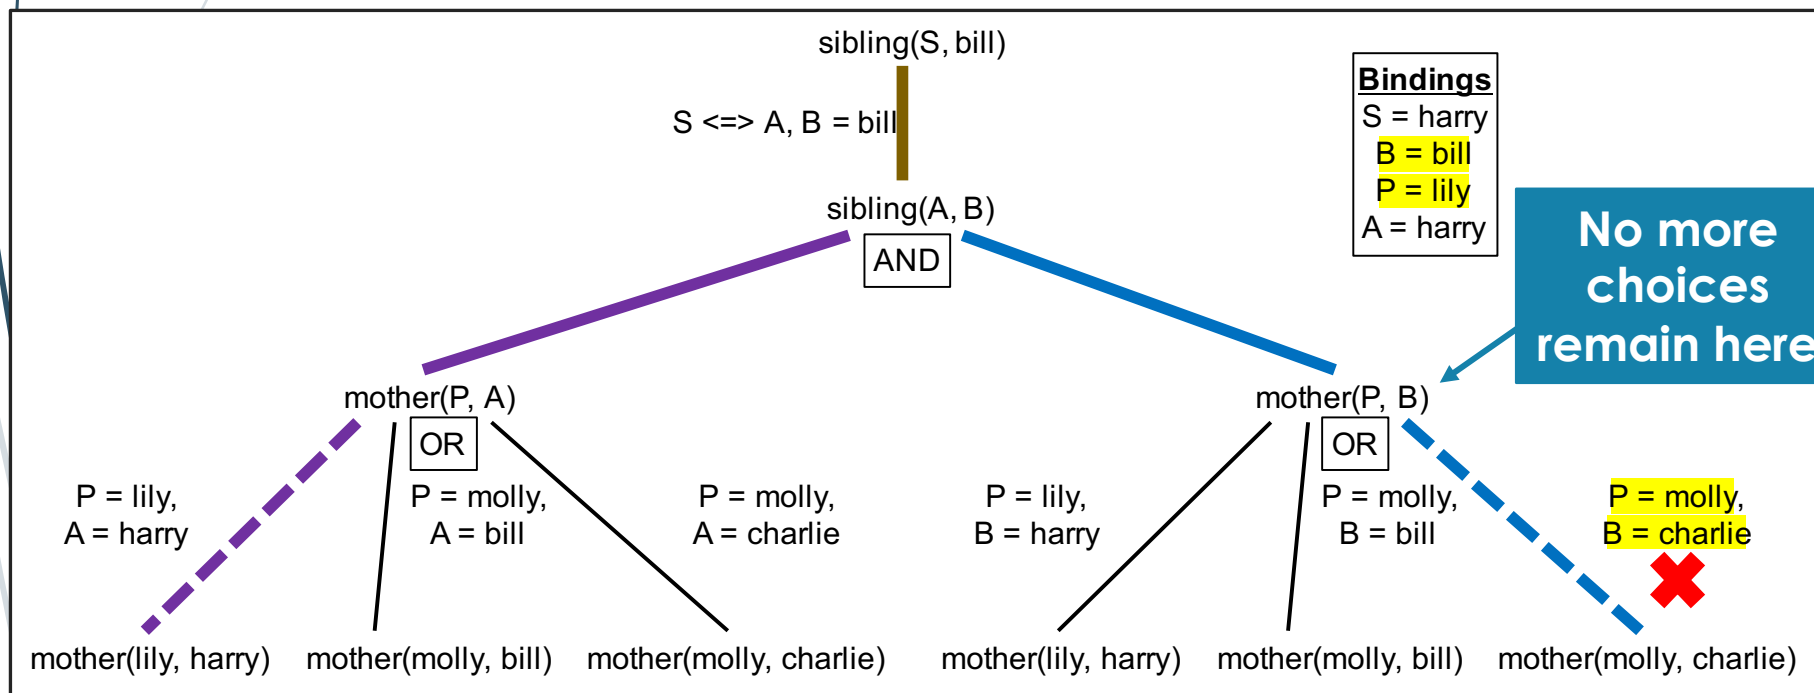 sibling(S, bill)
S <=> A, B = bill
Bindings
S = harry
B = bill
P = lily
A = harry
sibling(A, B)
AND
No more
choices
remain here
mother(P, A)
OR
mother(P, B)
OR
P = lily,
A = harry
P = molly,
A = bill
P = molly,
A = charlie
P = lily,
B = harry
P = molly,
B = bill
P = molly,
B = charlie
mother(lily, harry)
mother(molly, bill)
mother(molly, charlie)
mother(lily, harry)
mother(molly, bill)
mother(molly, charlie)